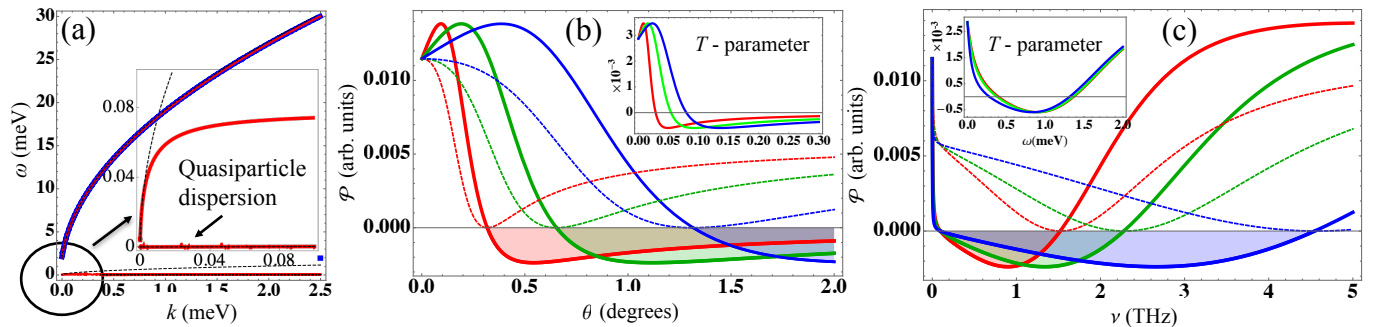 (a)
ω (meV)
30
25
20
15
10
5
0
0.08
0.04
0
Quasiparticle
dispersion
0 0.04 0.08
0.0 0.5 1.0 1.5 2.0 2.5
k (meV)
(b)
𝒫 (arb. units)
0.010
0.005
0.000
T - parameter
×10⁻³
3
2
1
0
0.00 0.05 0.10 0.15 0.20 0.25 0.30
0.0 0.5 1.0 1.5 2.0
θ (degrees)
(c)
𝒫 (arb. units)
0.010
0.005
0.000
T - parameter
×10⁻³
2.5
1.5
0.5
−0.5
0.0 0.5 1.0 1.5 2.0
ω(meV)
0 1 2 3 4 5
ν (THz)